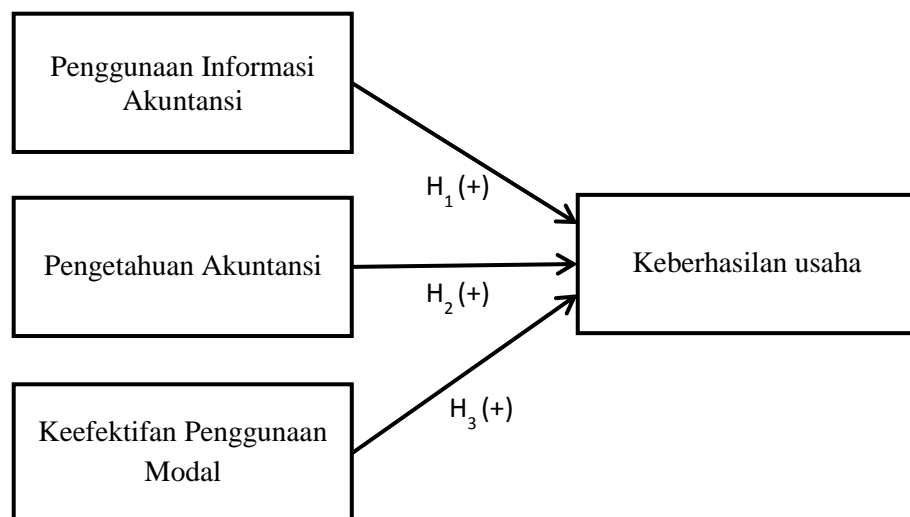 Penggunaan Informasi
Akuntansi
H₁ (+)
Pengetahuan Akuntansi
H₂ (+)
Keberhasilan usaha
Keefektifan Penggunaan
Modal
H₃ (+)